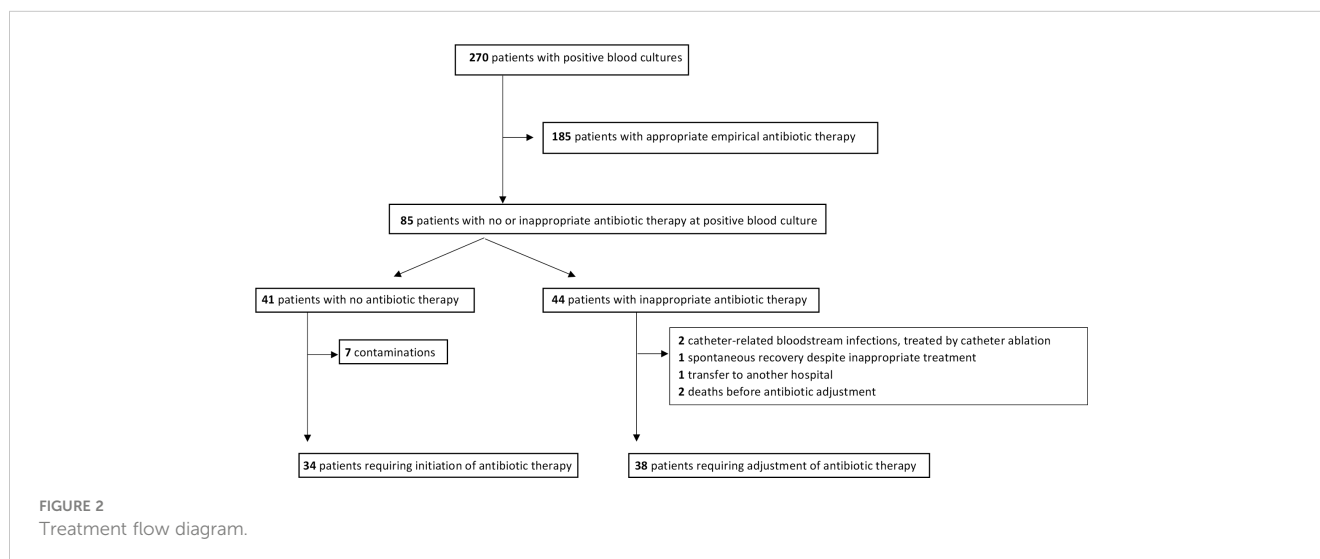 270 patients with positive blood cultures
185 patients with appropriate empirical antibiotic therapy
85 patients with no or inappropriate antibiotic therapy at positive blood culture
41 patients with no antibiotic therapy
44 patients with inappropriate antibiotic therapy
7 contaminations
2 catheter-related bloodstream infections, treated by catheter ablation
1 spontaneous recovery despite inappropriate treatment
1 transfer to another hospital
2 deaths before antibiotic adjustment
34 patients requiring initiation of antibiotic therapy
38 patients requiring adjustment of antibiotic therapy
FIGURE 2
Treatment flow diagram.